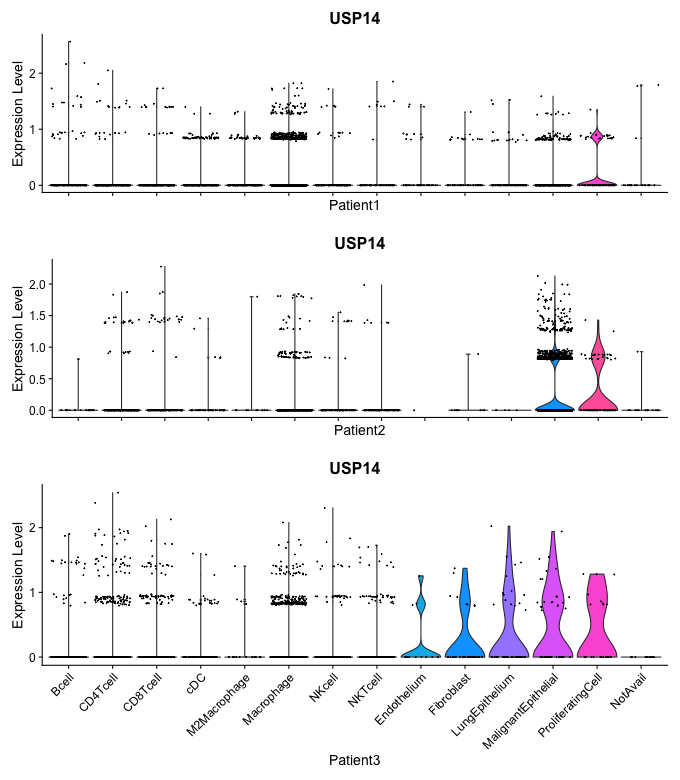 USP14
Expression Level
2
1
0
Patient1
USP14
Expression Level
2.0
1.5
1.0
0.5
0.0
Patient2
USP14
Expression Level
2
1
0
Bcell
CD4Tcell
CD8Tcell
cDC
M2Macrophage
Macrophage
NKcell
NKTcell
Endothelium
Fibroblast
LungEpithelium
MalignantEpithelial
ProliferatingCell
NotAvail
Patient3